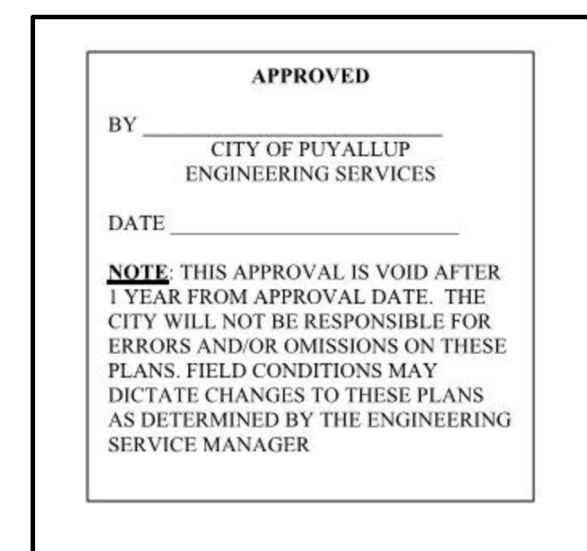 APPROVED
BY ____________________________
CITY OF PUYALLUP
ENGINEERING SERVICES
DATE ___________________________
NOTE: THIS APPROVAL IS VOID AFTER
1 YEAR FROM APPROVAL DATE. THE
CITY WILL NOT BE RESPONSIBLE FOR
ERRORS AND/OR OMISSIONS ON THESE
PLANS. FIELD CONDITIONS MAY
DICTATE CHANGES TO THESE PLANS
AS DETERMINED BY THE ENGINEERING
SERVICE MANAGER